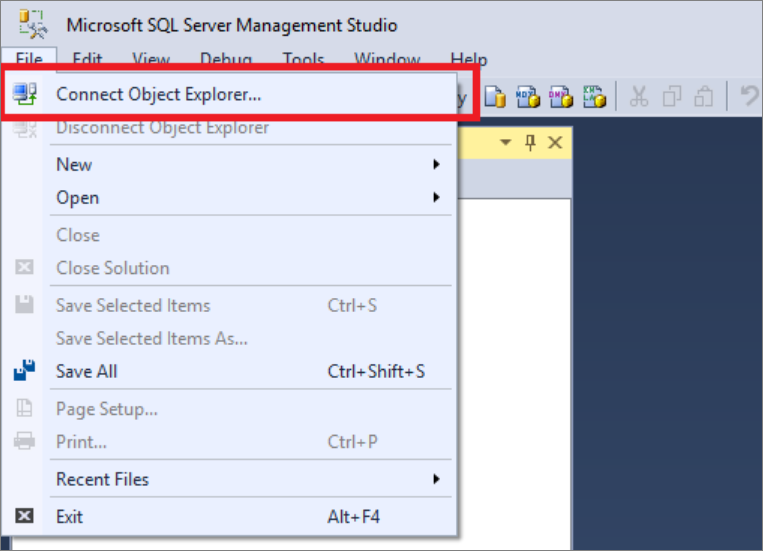 Microsoft SQL Server Management Studio
File Edit View Debug Tools Window Help
Connect Object Explorer...
Disconnect Object Explorer
New
Open
Close
Close Solution
Save Selected Items Ctrl+S
Save Selected Items As...
Save All Ctrl+Shift+S
Page Setup...
Print... Ctrl+P
Recent Files
Exit Alt+F4